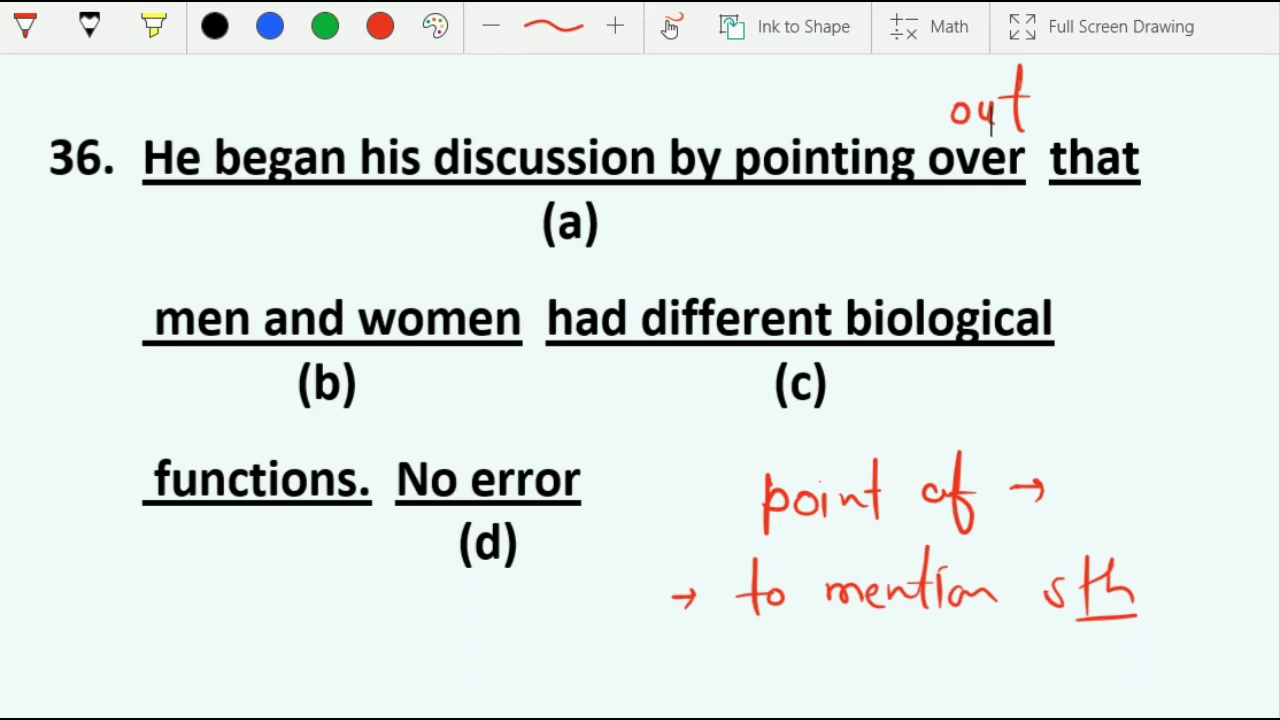 Ink to Shape Math Full Screen Drawing
out
36. He began his discussion by pointing over that
(a)
men and women had different biological
(b) (c)
functions. No error
(d)
point of →
→ to mention sth